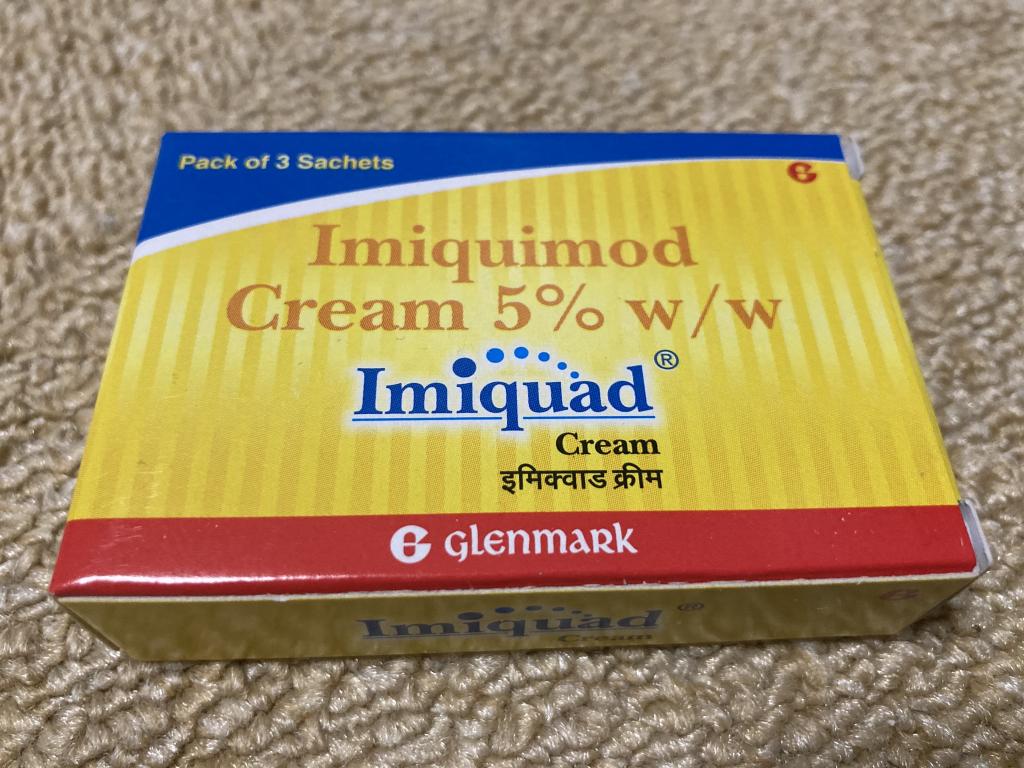 Pack of 3 Sachets
Imiquimod
Cream 5% w/w
Imiquad®
Cream
इमिक्वाड क्रीम
G glenmark
Imiquad®
Cream